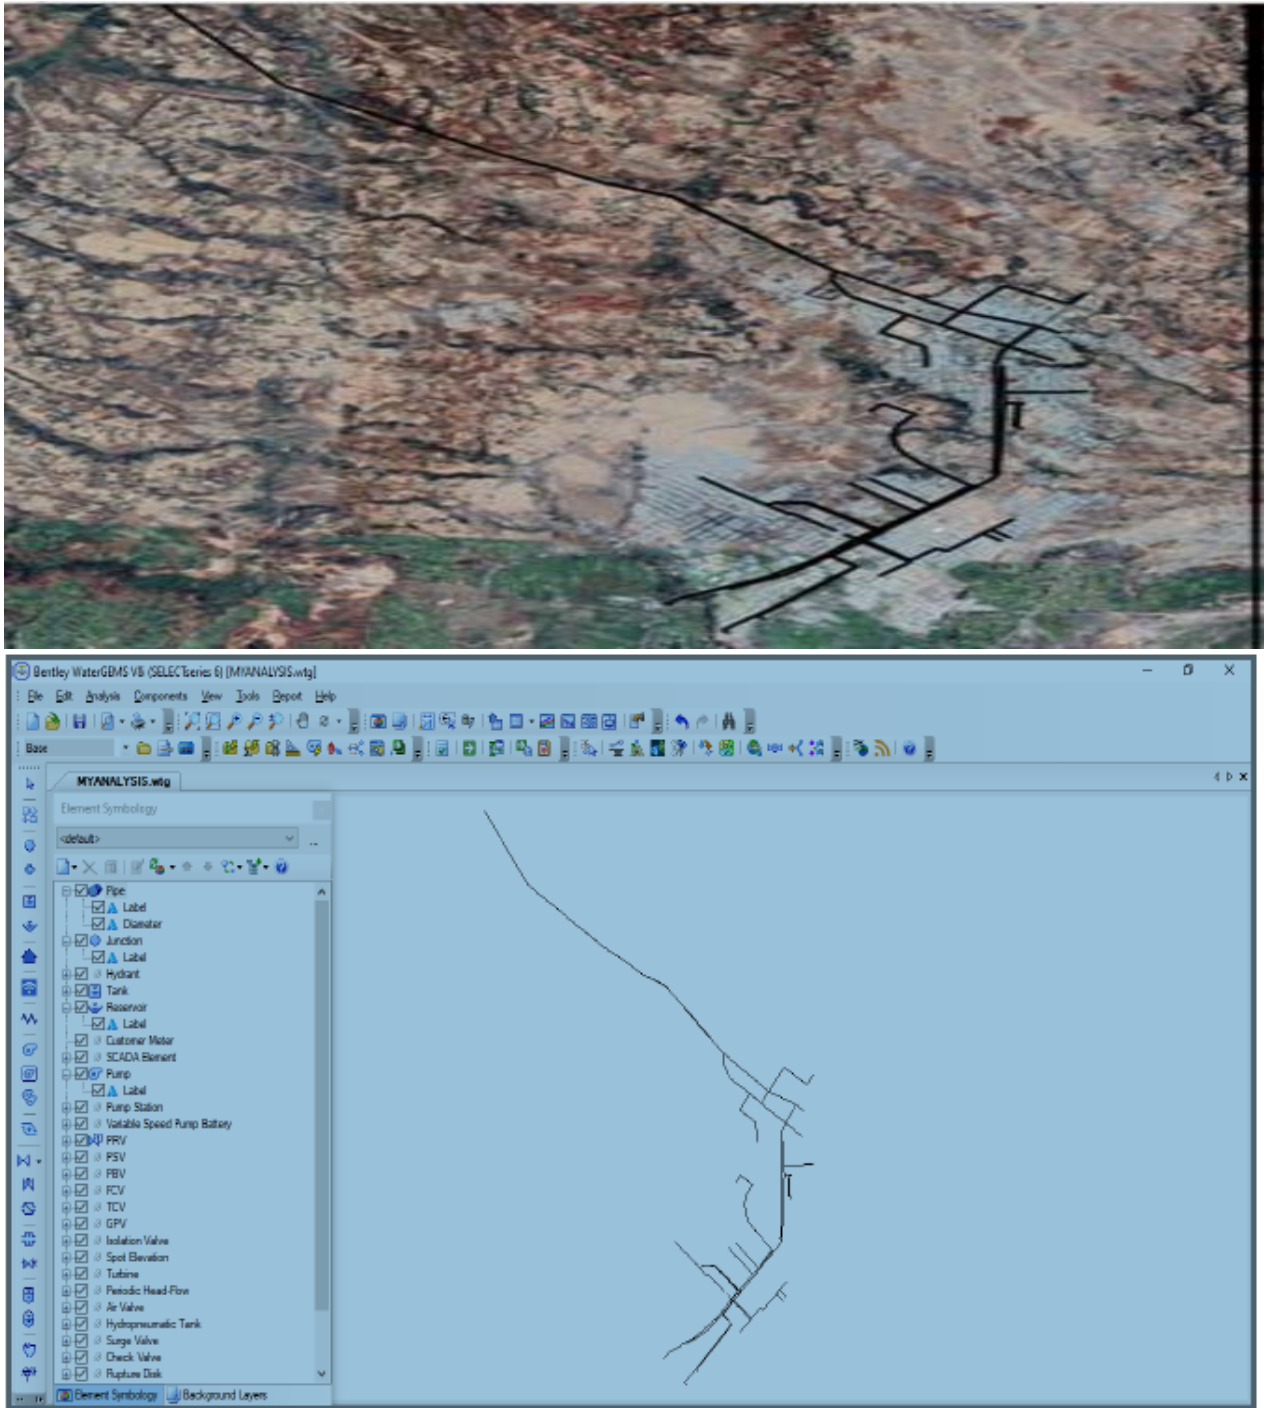 Bentley WaterGEMS V8i (SELECTseries 6) [MYANALYSIS.wtg]
File Edit Analysis Components View Tools Report Help
Base
MYANALYSIS.wtg
Element Symbology
<default>
Pipe
Label
Diameter
Junction
Label
Hydrant
Tank
Reservoir
Label
Customer Meter
SCADA Element
Pump
Label
Pump Station
Variable Speed Pump Battery
PRV
PSV
PBV
FCV
TCV
GPV
Isolation Valve
Spot Elevation
Turbine
Periodic Head-Flow
Air Valve
Hydropneumatic Tank
Surge Valve
Check Valve
Rupture Disk
Element Symbology Background Layers